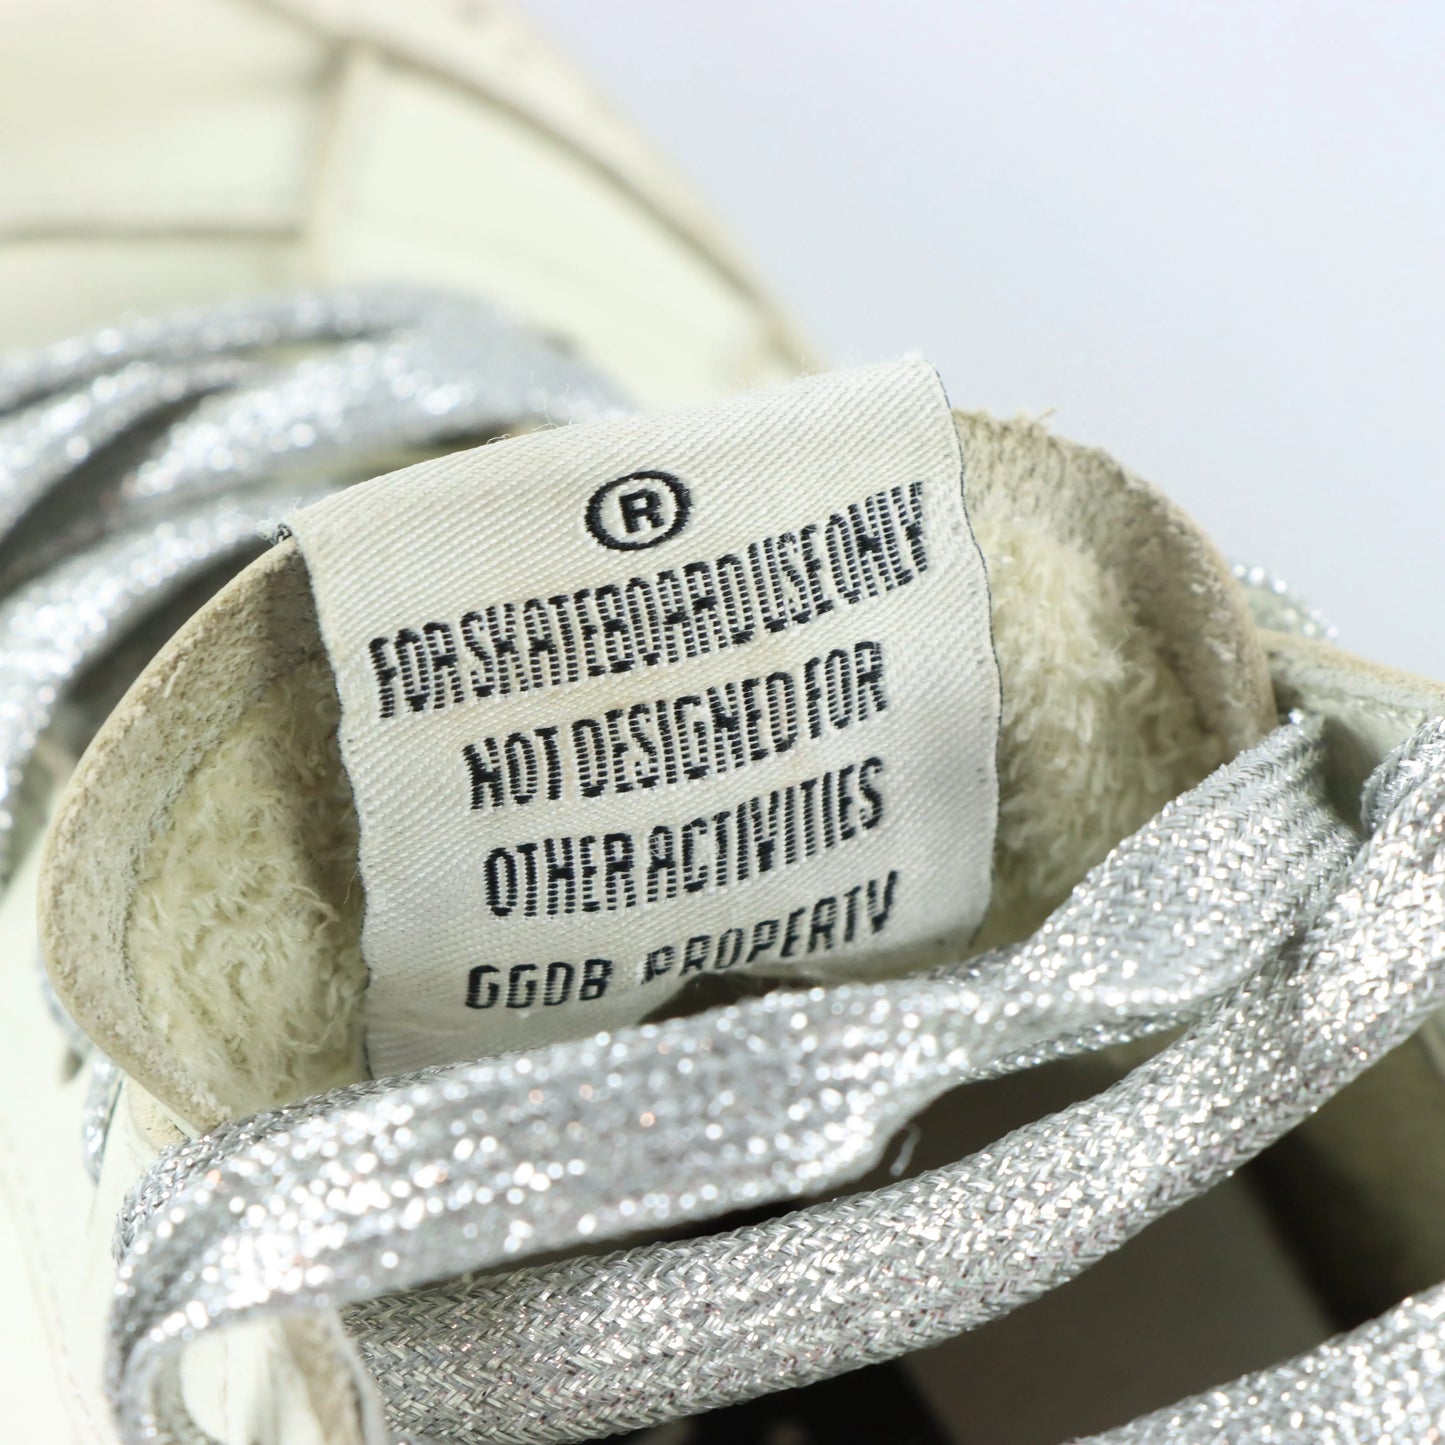 ®
FOR SKATEBOARD USE ONLY
NOT DESIGNED FOR
OTHER ACTIVITIES
GGDB PROPERTY